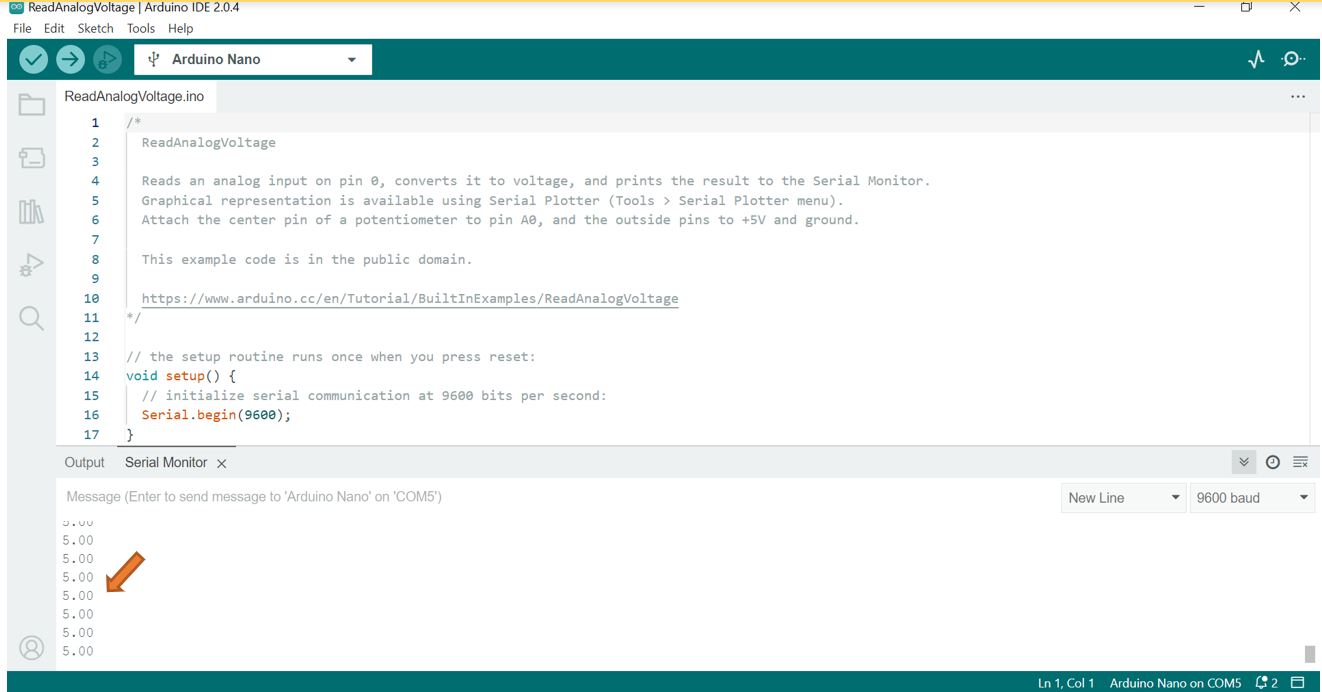 ReadAnalogVoltage | Arduino IDE 2.0.4
File Edit Sketch Tools Help
Arduino Nano
ReadAnalogVoltage.ino
1 /*
2 ReadAnalogVoltage
3
4 Reads an analog input on pin 0, converts it to voltage, and prints the result to the Serial Monitor.
5 Graphical representation is available using Serial Plotter (Tools > Serial Plotter menu).
6 Attach the center pin of a potentiometer to pin A0, and the outside pins to +5V and ground.
7
8 This example code is in the public domain.
9
10 https://www.arduino.cc/en/Tutorial/BuiltInExamples/ReadAnalogVoltage
11 */
12
13 // the setup routine runs once when you press reset:
14 void setup() {
15 // initialize serial communication at 9600 bits per second:
16 Serial.begin(9600);
17 }
Output Serial Monitor
Message (Enter to send message to 'Arduino Nano' on 'COM5') New Line 9600 baud
5.00
5.00
5.00
5.00
5.00
5.00
5.00
5.00
Ln 1, Col 1 Arduino Nano on COM5 2